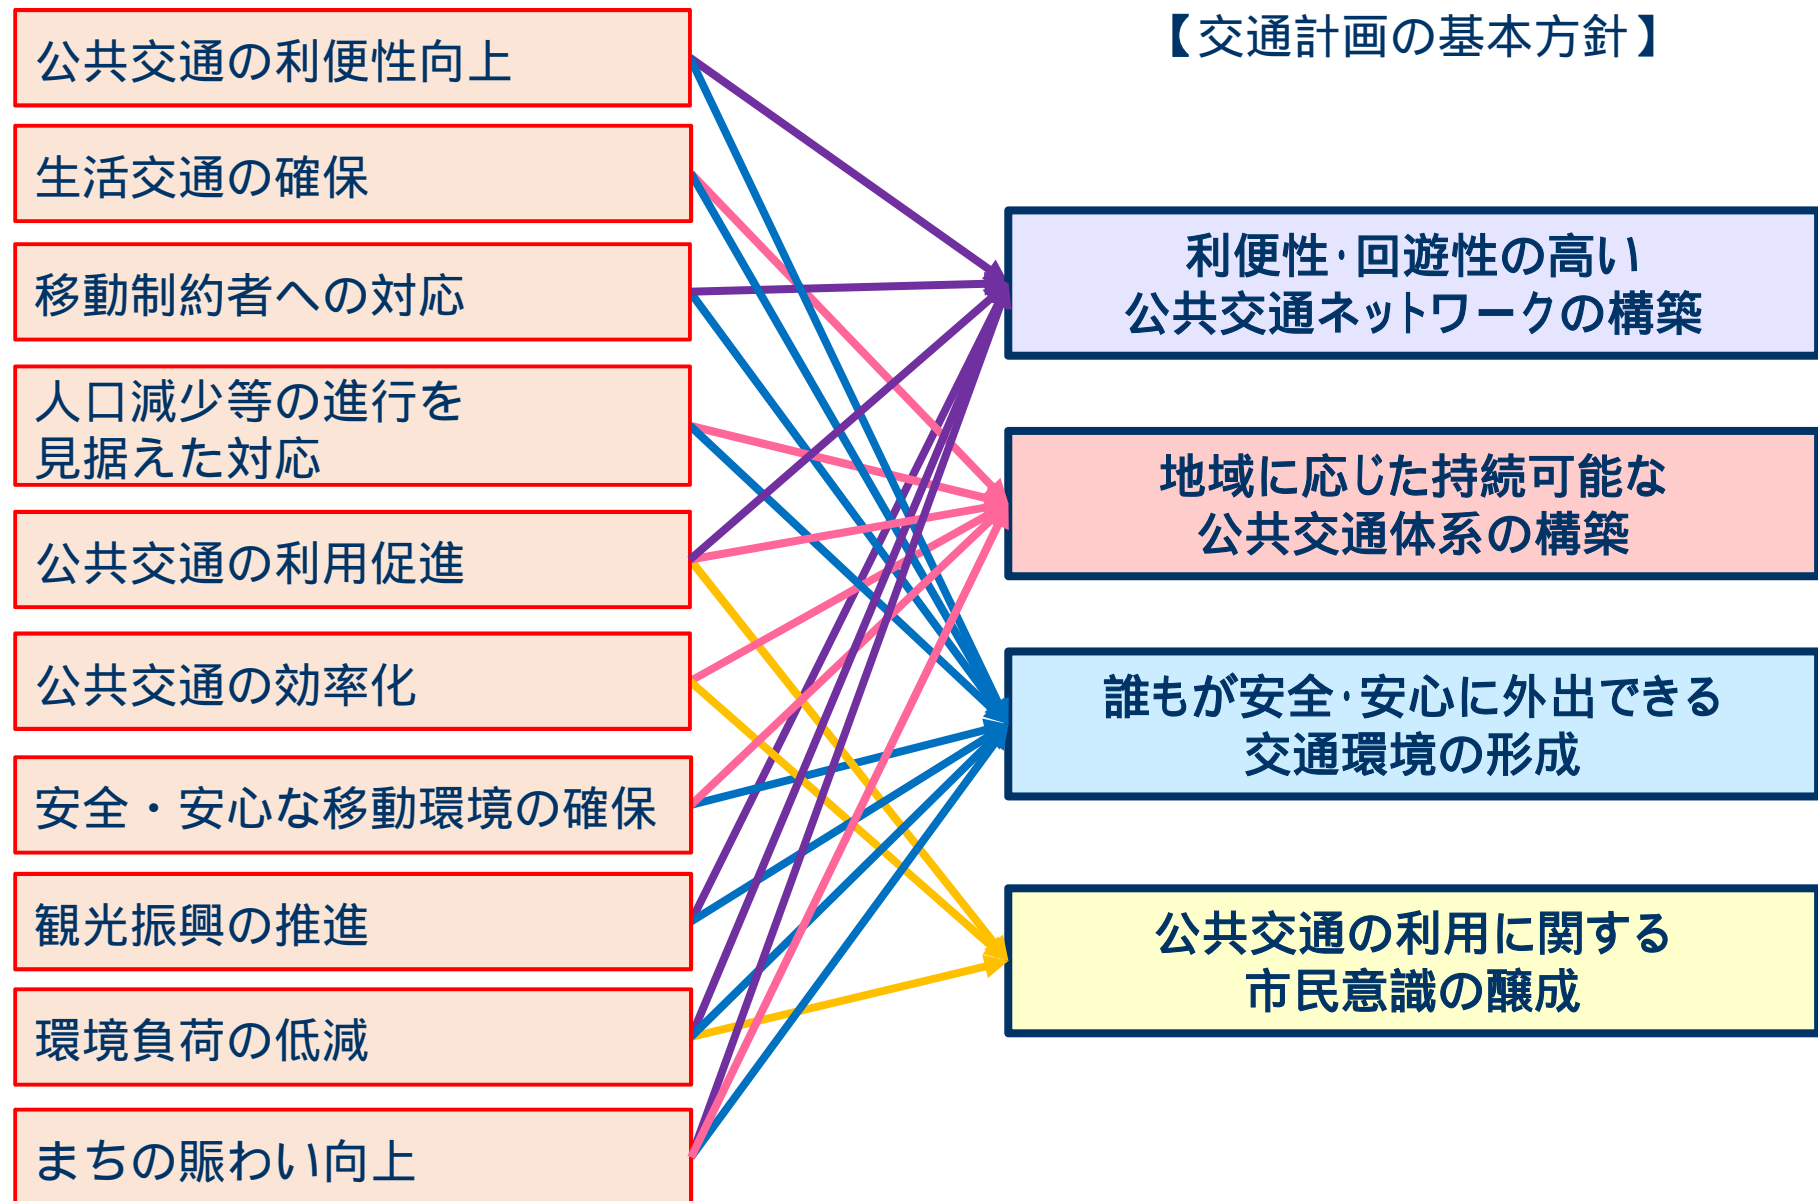 公共交通の利便性向上
生活交通の確保
移動制約者への対応
人口減少等の進行を
見据えた対応
公共交通の利用促進
公共交通の効率化
安全・安心な移動環境の確保
観光振興の推進
環境負荷の低減
まちの賑わい向上
【交通計画の基本方針】
利便性・回遊性の高い
公共交通ネットワークの構築
地域に応じた持続可能な
公共交通体系の構築
誰もが安全・安心に外出できる
交通環境の形成
公共交通の利用に関する
市民意識の醸成